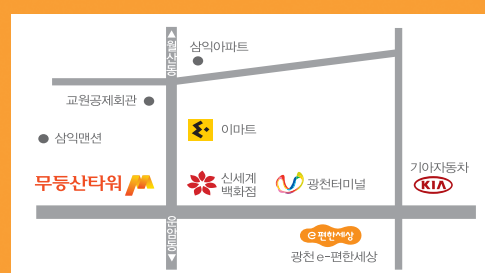 ▲월산동
삼익아파트
교원공제회관
이마트
삼익맨션
기아자동차
무등산타워
신세계
백화점
광천터미널
KIA
운암동▼
e편한세상
광천 e-편한세상